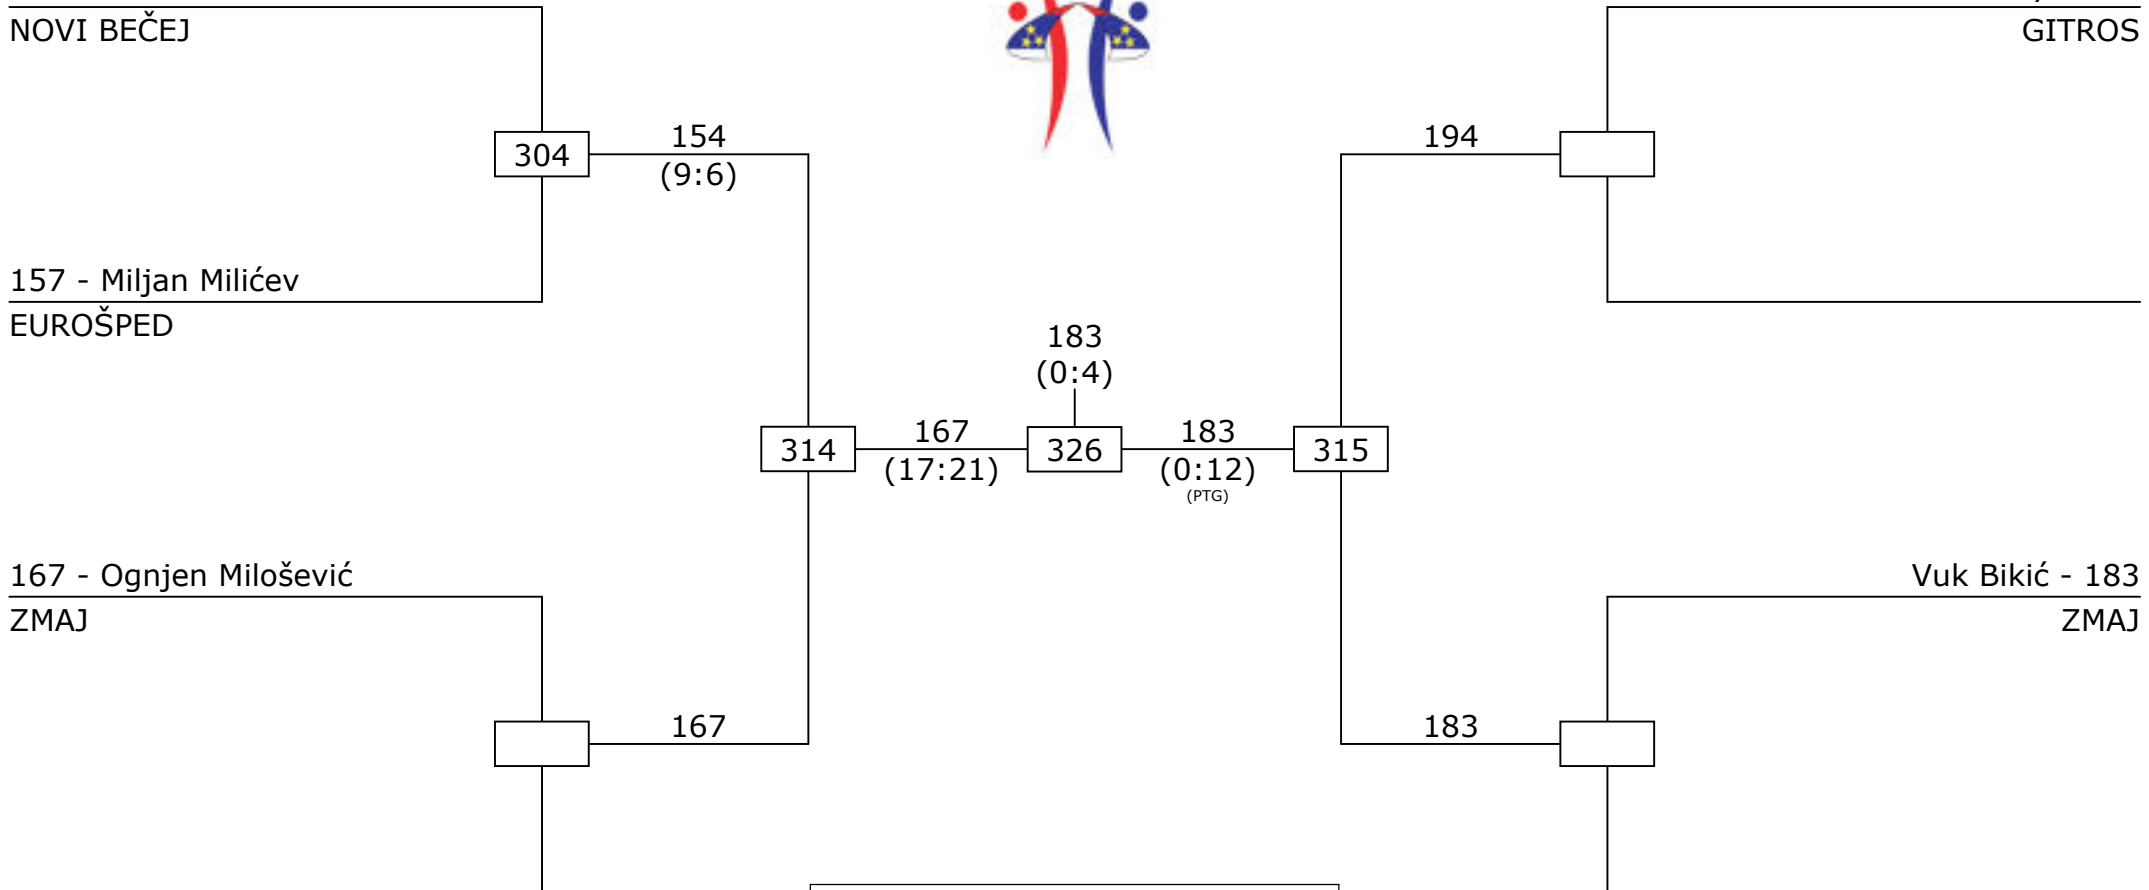 NOVI BEČEJ
GITROS
154
194
304
(9:6)
157 - Miljan Milićev
EUROŠPED
183
(0:4)
167
183
314
326
315
(17:21)
(0:12)
(PTG)
167 - Ognjen Milošević
Vuk Bikić - 183
ZMAJ
ZMAJ
167
183